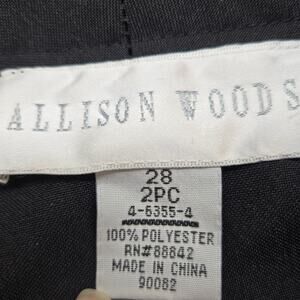 ALLISON WOODS
28
2PC
4-6355-4
100% POLYESTER
RN#88842
MADE IN CHINA
90082